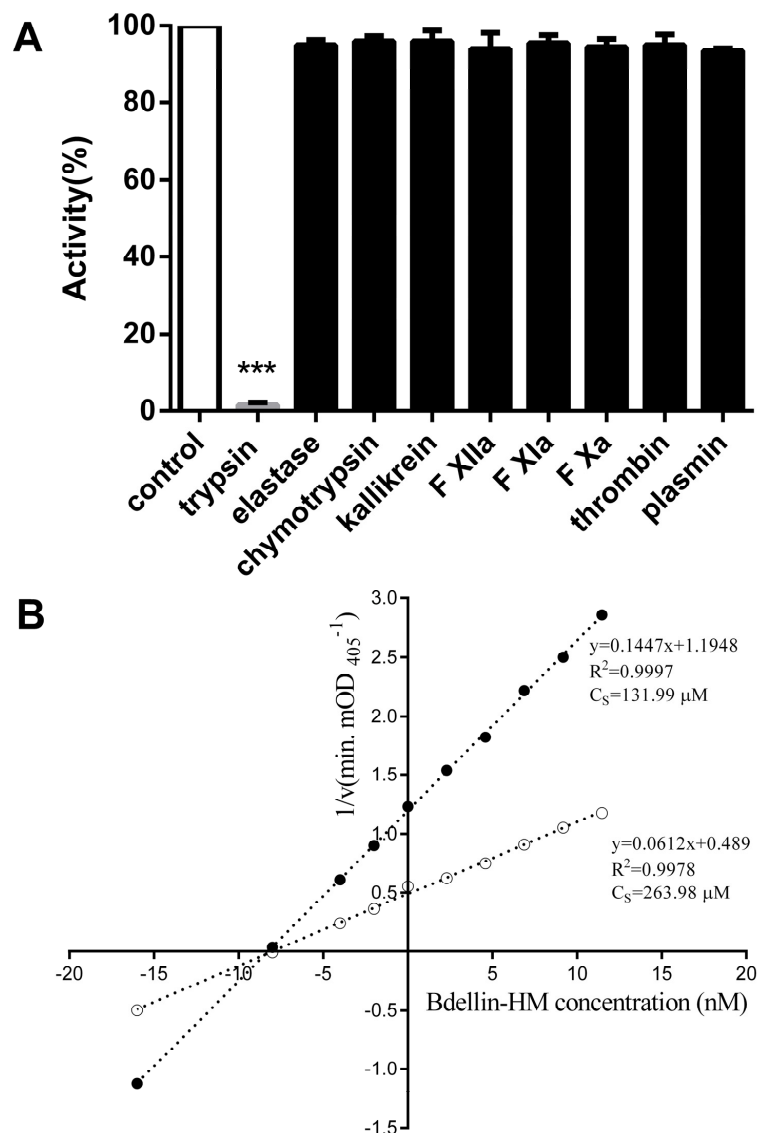 A
Activity(%)
100
80
60
40
20
0
***
control
trypsin
elastase
chymotrypsin
kallikrein
F XIIa
F XIa
F Xa
thrombin
plasmin
B
1/v(min. mOD 405⁻¹)
3.0
2.5
2.0
1.5
1.0
0.5
-0.5
-1.0
-1.5
y=0.1447x+1.1948
R²=0.9997
Cₛ=131.99 μM
y=0.0612x+0.489
R²=0.9978
Cₛ=263.98 μM
-20
-15
-10
-5
5
10
15
20
Bdellin-HM concentration (nM)